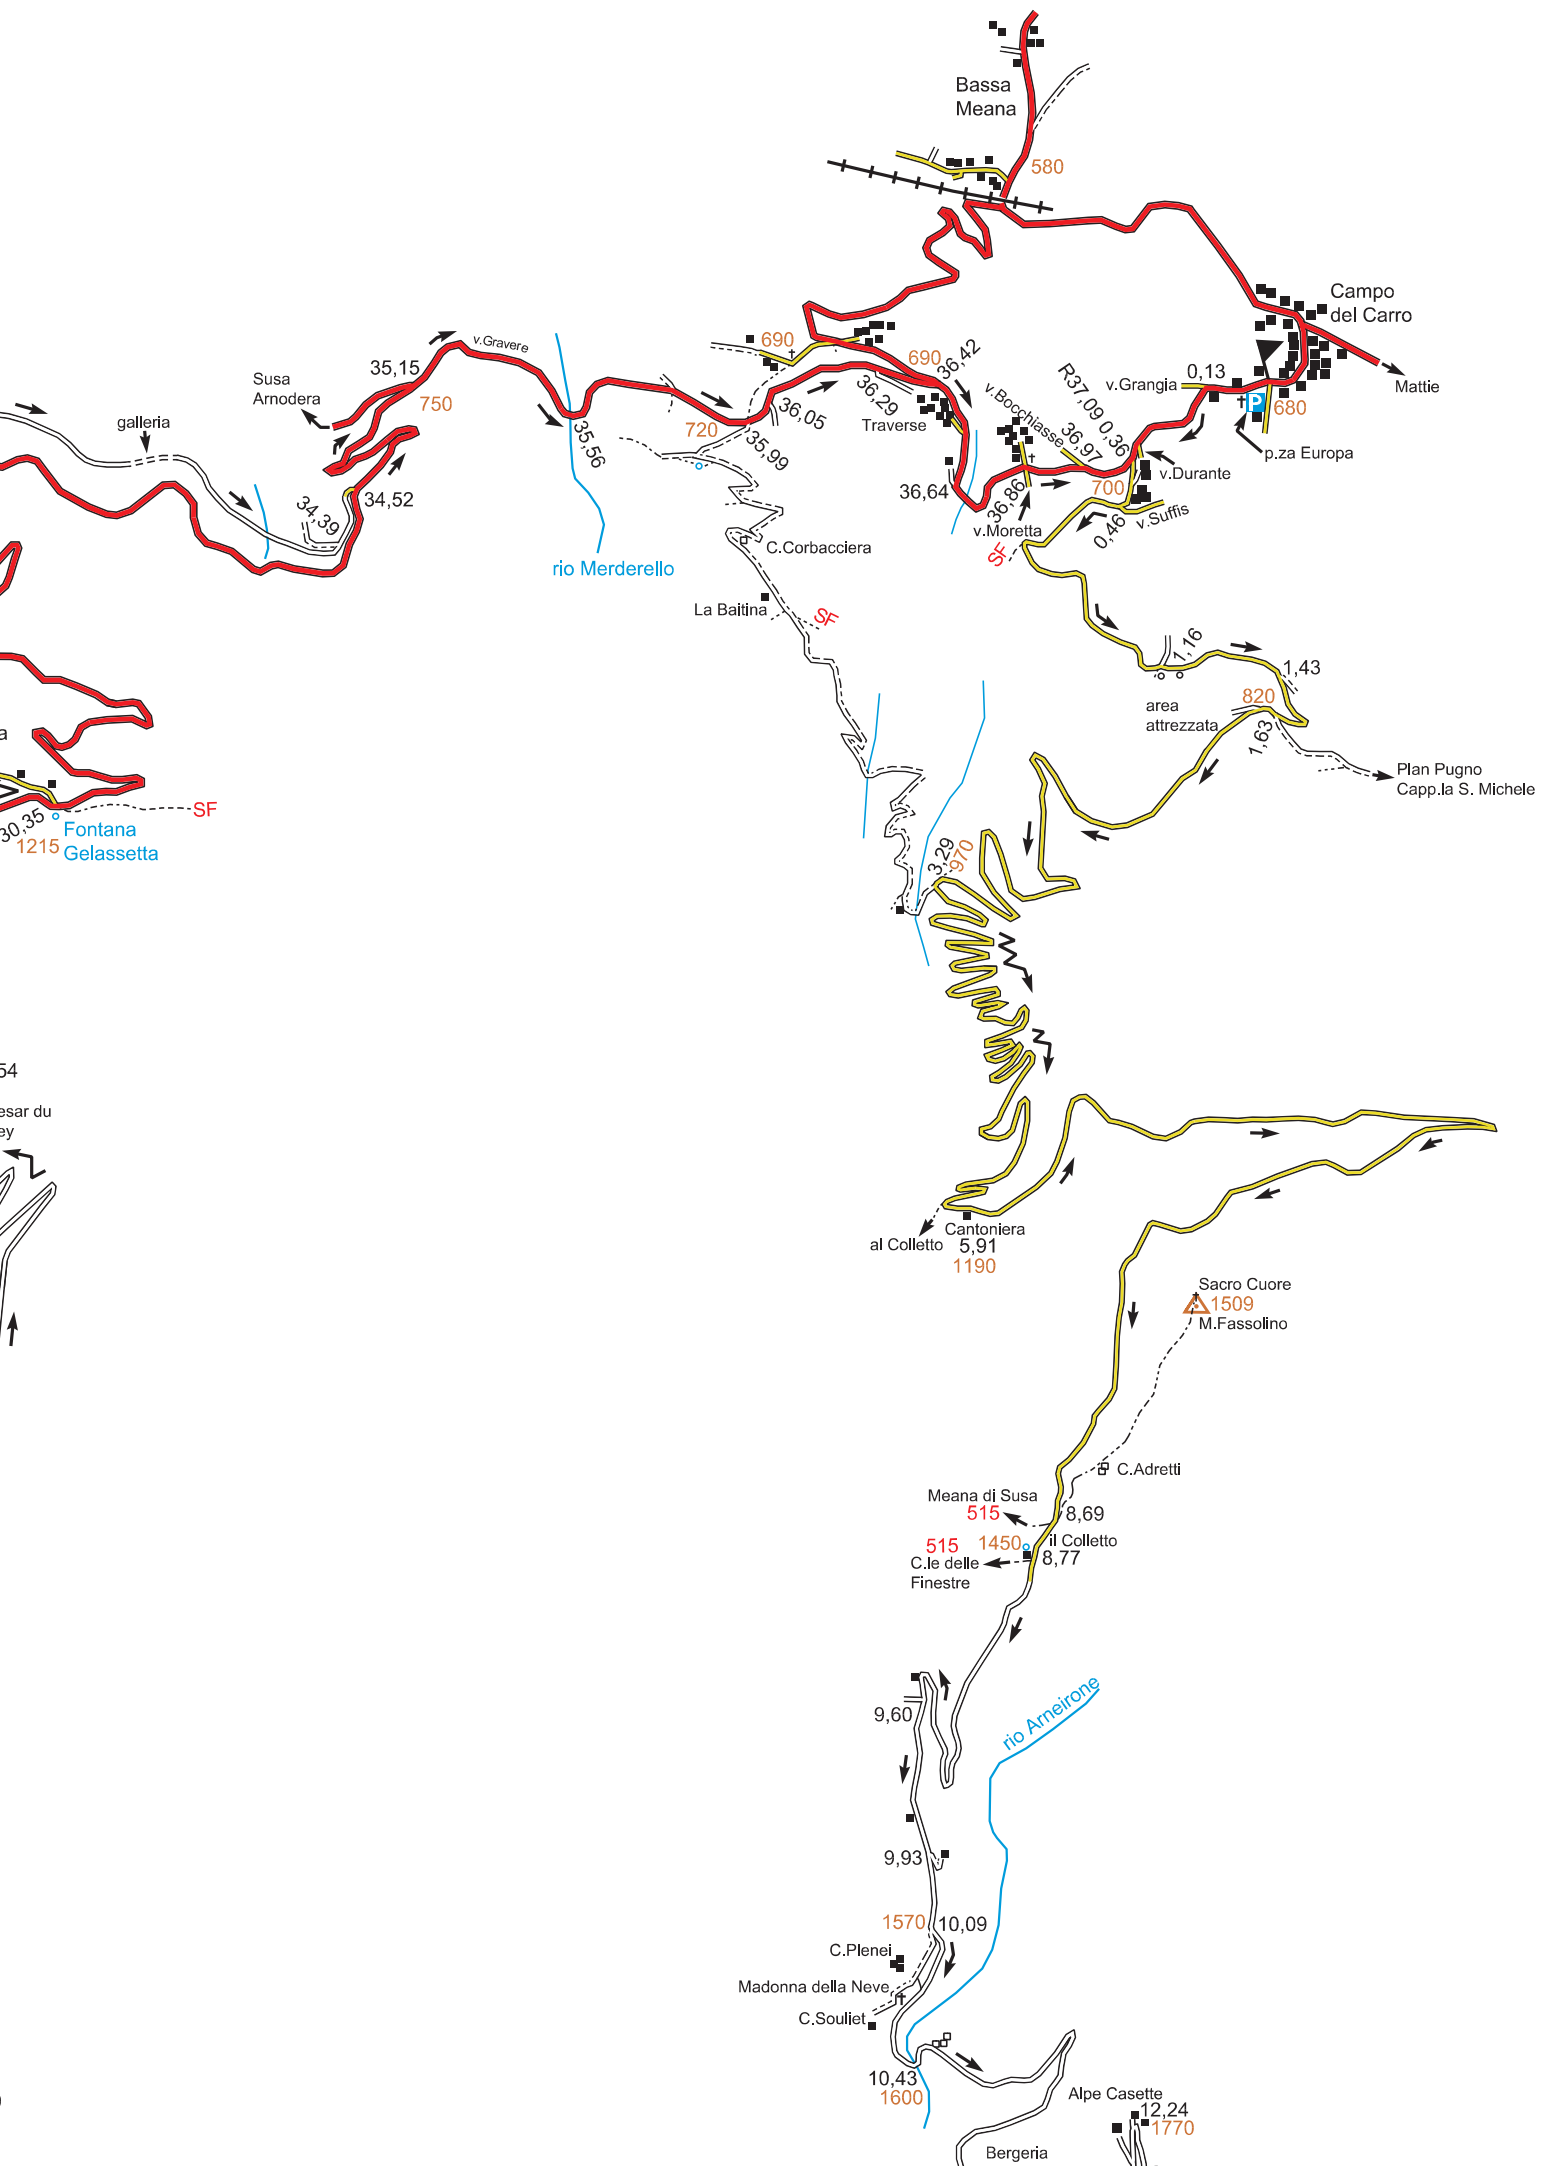 Bassa
Meana
580
Campo
del Carro
Mattie
690
690
36,42
v.Gravere
35,15
Susa
Arnodera
750
galleria
v.Grangia
0,13
680
P
p.za Europa
R37,09 0,36
v.Bocchiasse
36,97
v.Durante
700
v.Suffis
0,46
36,05
36,29
Traverse
720
35,99
35,56
34,52
34,39
36,64
36,86
v.Moretta
SF
C.Corbacciera
rio Merderello
La Baitina
SF
1,16
1,43
820
area
attrezzata
1,63
Plan Pugno
Capp.la S. Michele
a
30,35
1215
SF
Fontana
Gelassetta
3,29
970
54
esar du
ey
al Colletto
Cantoniera
5,91
1190
Sacro Cuore
1509
M.Fassolino
C.Adretti
Meana di Susa
515
8,69
515
1450
il Colletto
8,77
C.le delle
Finestre
9,60
rio Arneirone
9,93
1570
10,09
C.Plenei
Madonna della Neve
C.Souliet
10,43
1600
Alpe Casette
12,24
1770
Bergeria